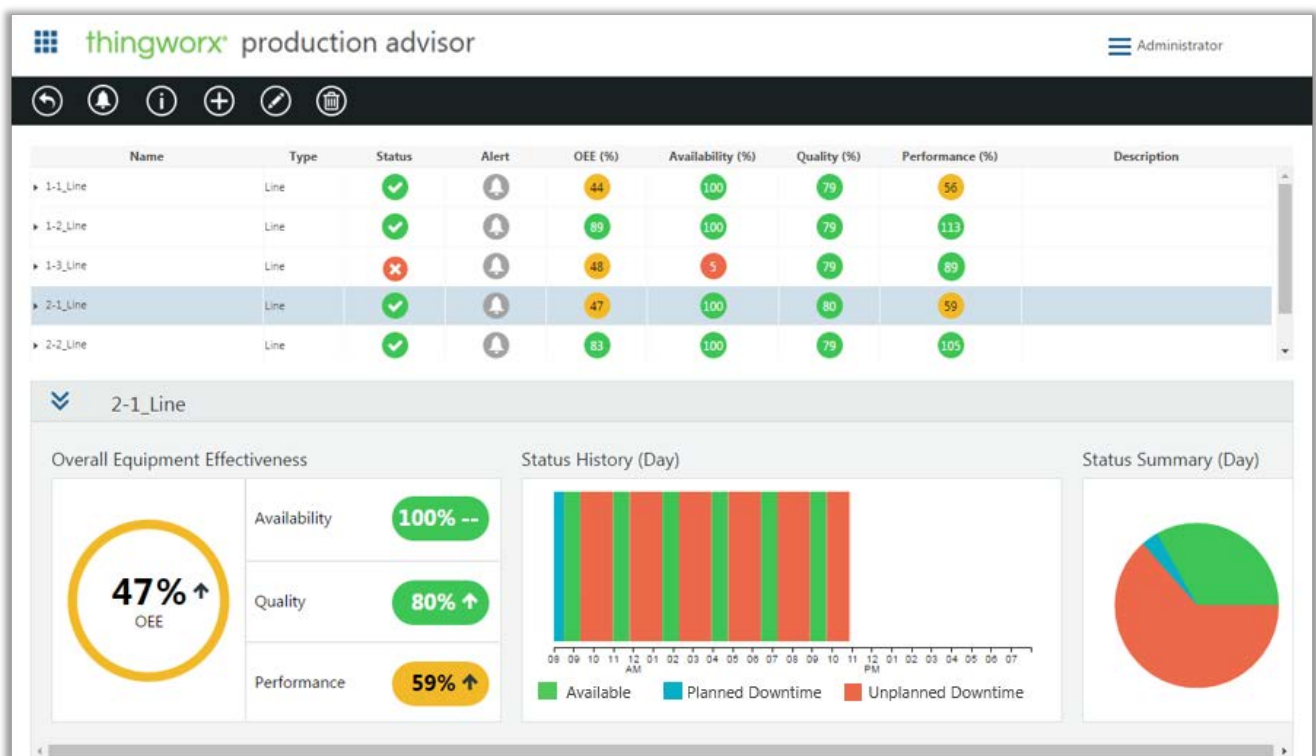 thingworx® production advisor
Administrator
Name Type Status Alert OEE (%) Availability (%) Quality (%) Performance (%) Description
1-1_Line Line 44 100 79 56
1-2_Line Line 89 100 79 113
1-3_Line Line 48 5 79 89
2-1_Line Line 47 100 80 59
2-2_Line Line 83 100 79 105
2-1_Line
Overall Equipment Effectiveness
47%
OEE
Availability 100% --
Quality 80%
Performance 59%
Status History (Day)
08 09 10 11 12 01 02 03 04 05 06 07 08 09 10 11 12 01 02 03 04 05 06 07
AM PM
Available Planned Downtime Unplanned Downtime
Status Summary (Day)